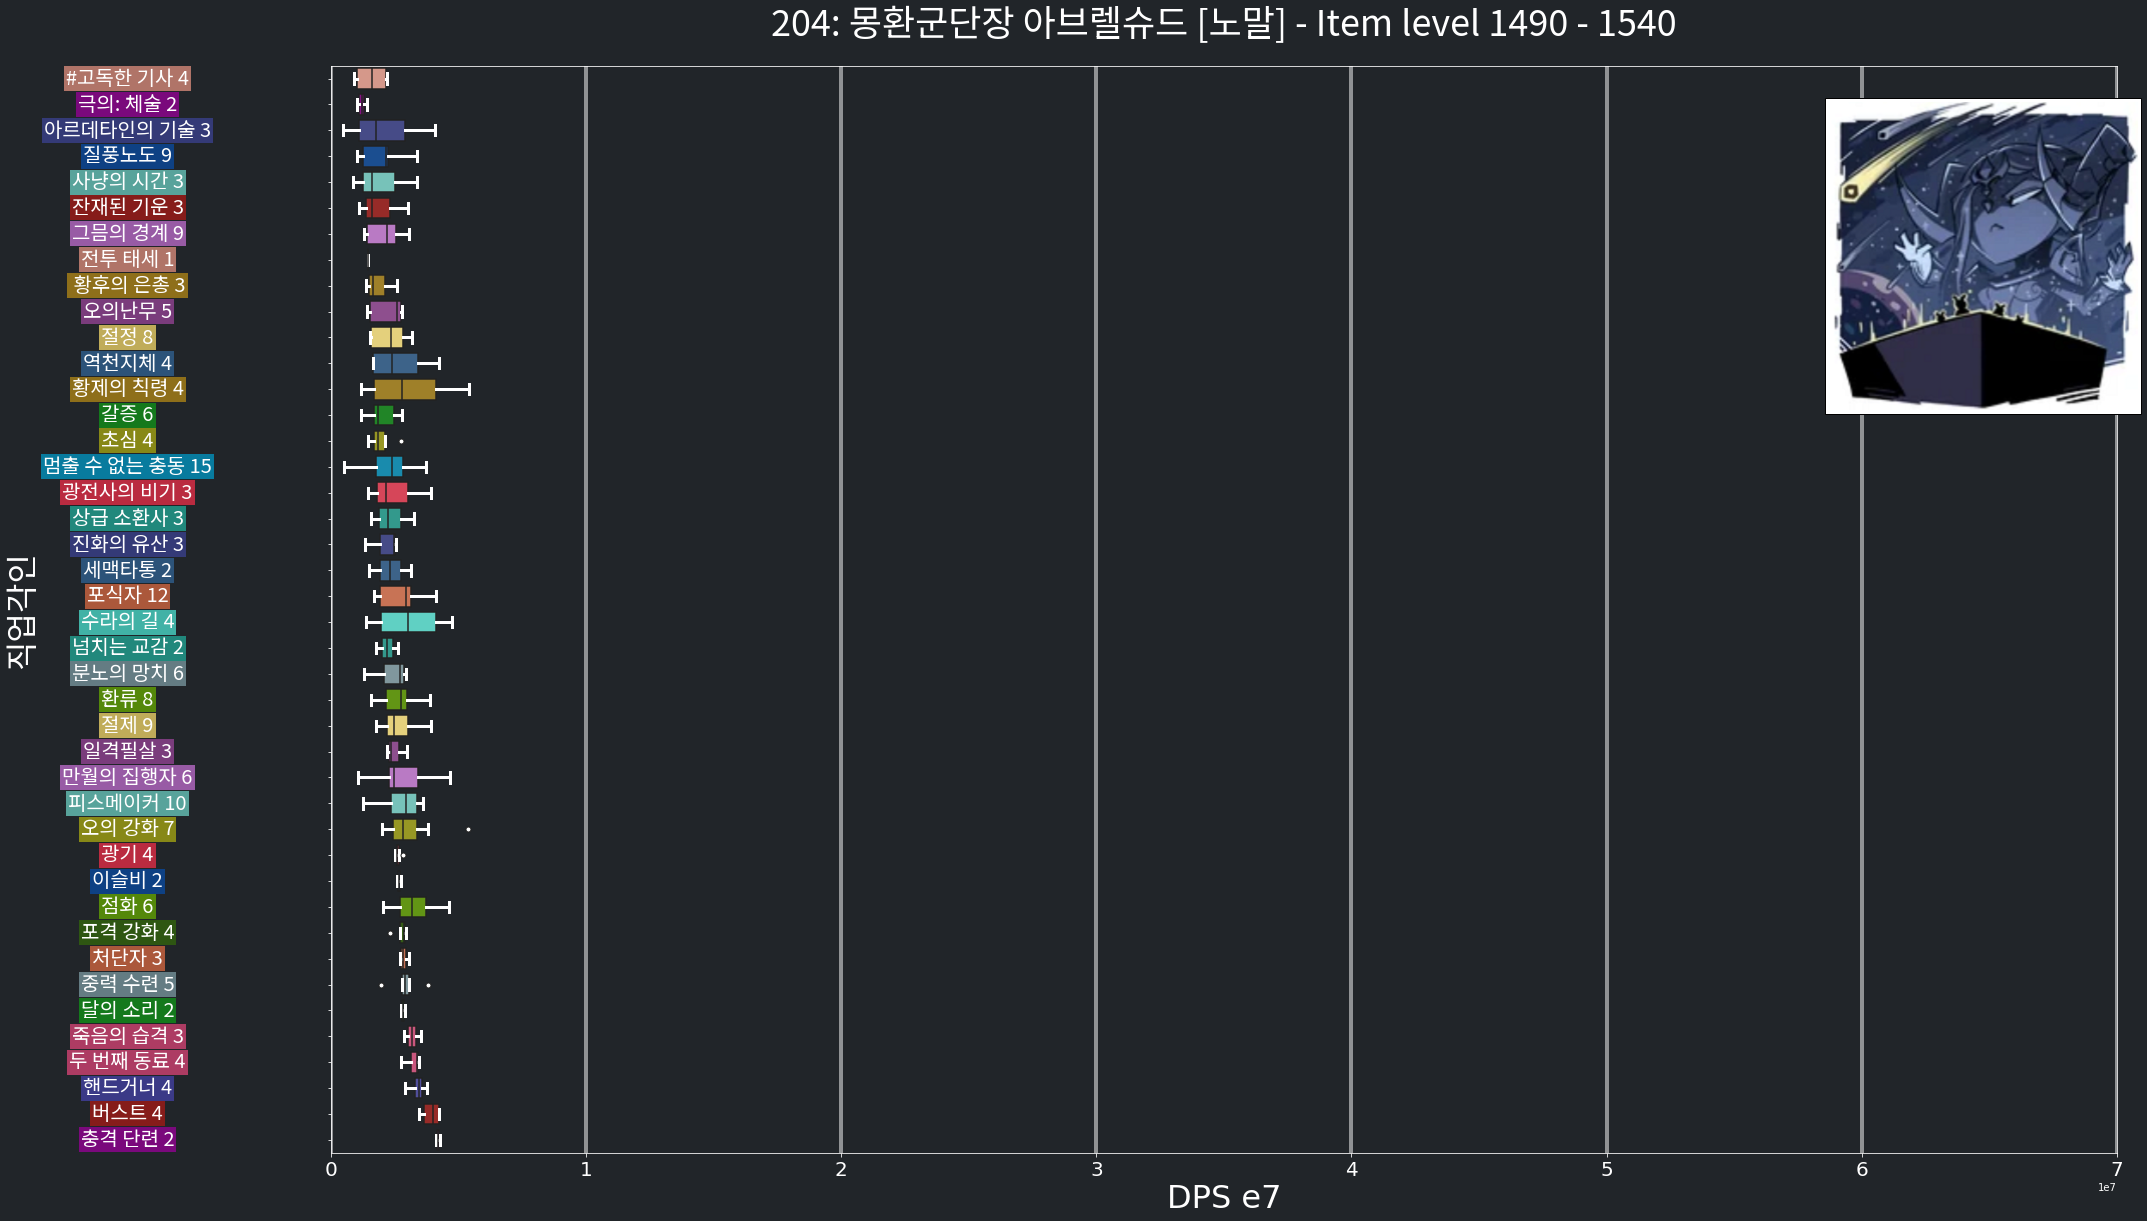 204: 몽환군단장 아브렐슈드 [노말] - Item level 1490 - 1540
직업각인
#고독한 기사 4
극의: 체술 2
아르데타인의 기술 3
질풍노도 9
사냥의 시간 3
잔재된 기운 3
그믐의 경계 9
전투 태세 1
황후의 은총 3
오의난무 5
절정 8
역천지체 4
황제의 칙령 4
갈증 6
초심 4
멈출 수 없는 충동 15
광전사의 비기 3
상급 소환사 3
진화의 유산 3
세맥타통 2
포식자 12
수라의 길 4
넘치는 교감 2
분노의 망치 6
환류 8
절제 9
일격필살 3
만월의 집행자 6
피스메이커 10
오의 강화 7
광기 4
이슬비 2
점화 6
포격 강화 4
처단자 3
중력 수련 5
달의 소리 2
죽음의 습격 3
두 번째 동료 4
핸드거너 4
버스트 4
충격 단련 2
0 1 2 3 4 5 6 7
1e7
DPS e7